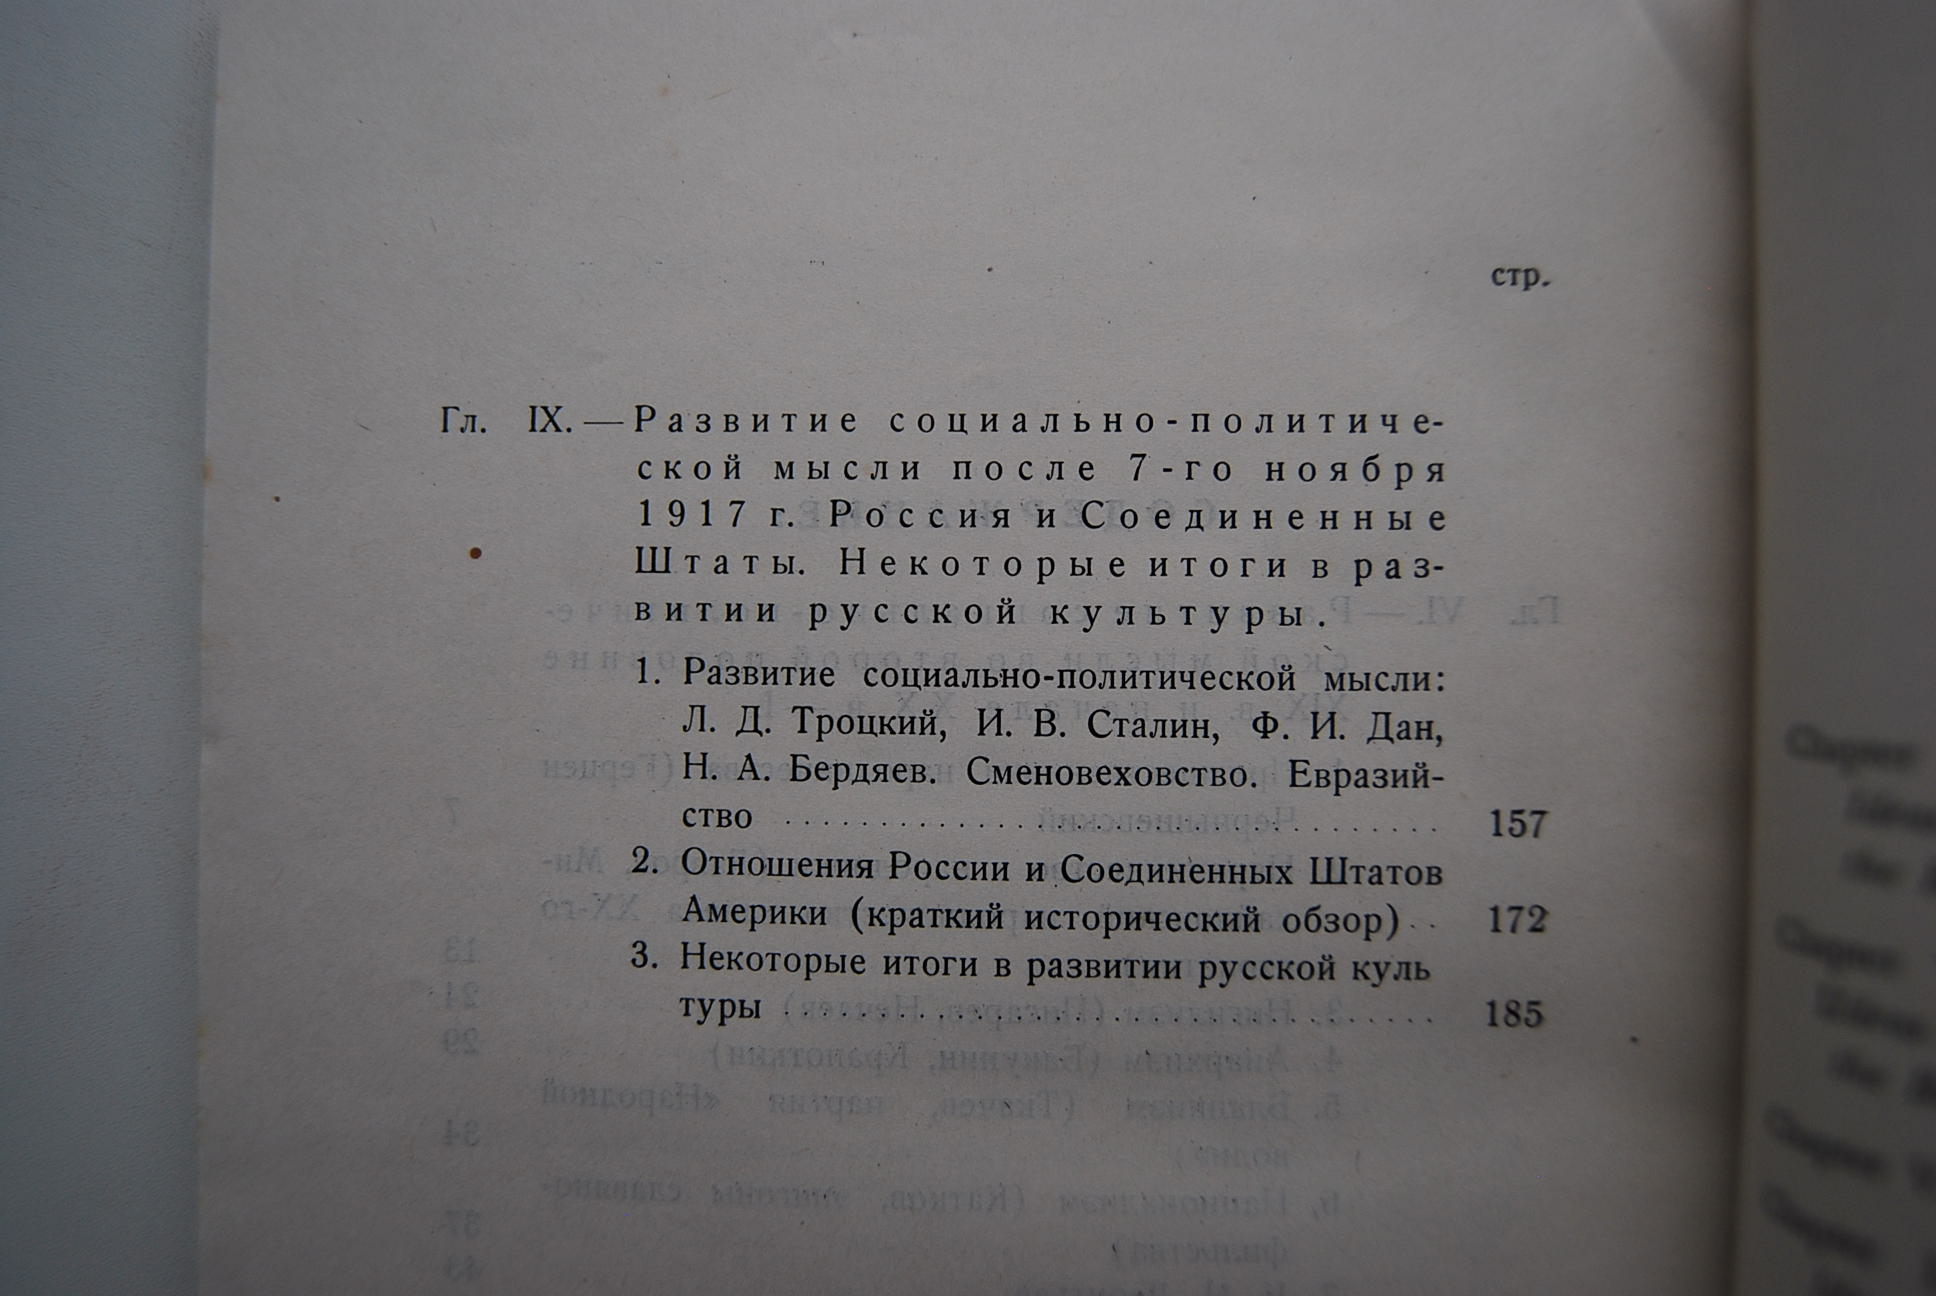 стр.
Гл. IX. — Развитие социально-политиче-
ской мысли после 7-го ноября
1917 г. Россия и Соединенные
Штаты. Некоторые итоги в раз-
витии русской культуры.
1. Развитие социально-политической мысли:
Л. Д. Троцкий, И. В. Сталин, Ф. И. Дан,
Н. А. Бердяев. Сменовеховство. Евразий-
ство . . . . . . . . . . . . . . . . . . . . . . . . . . . . . . 157
2. Отношения России и Соединенных Штатов
Америки (краткий исторический обзор) . . 172
3. Некоторые итоги в развитии русской куль
туры . . . . . . . . . . . . . . . . . . . . . . . . . . . . . . 185